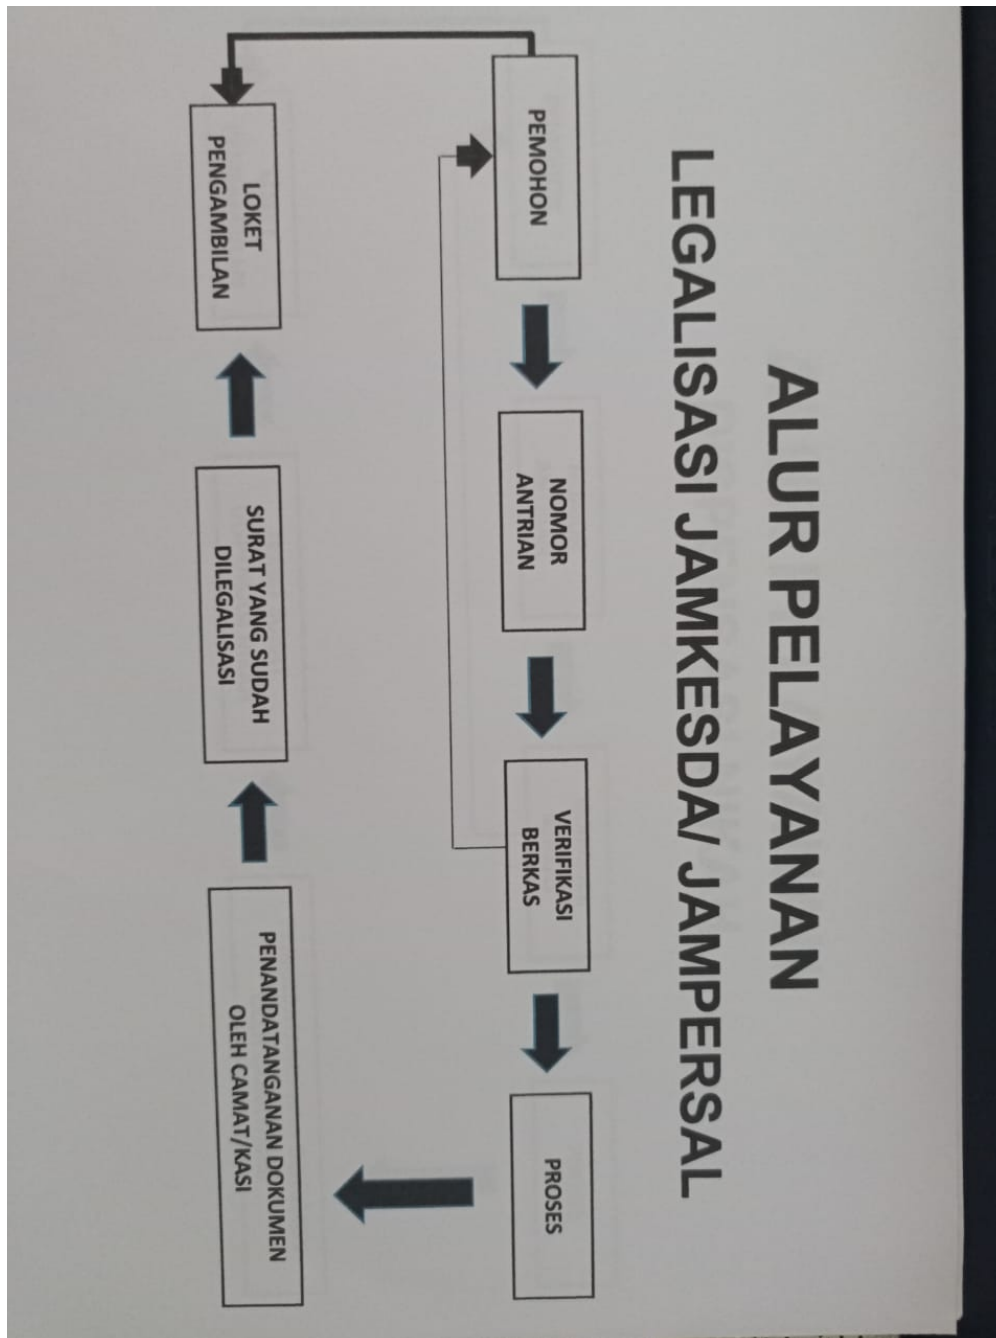 ALUR PELAYANAN
LEGALISASI JAMKESDA/ JAMPERSAL
PEMOHON
NOMOR
ANTRIAN
VERIFIKASI
BERKAS
PROSES
LOKET
PENGAMBILAN
SURAT YANG SUDAH
DILEGALISASI
PENANDATANGANAN DOKUMEN
OLEH CAMAT/KASI